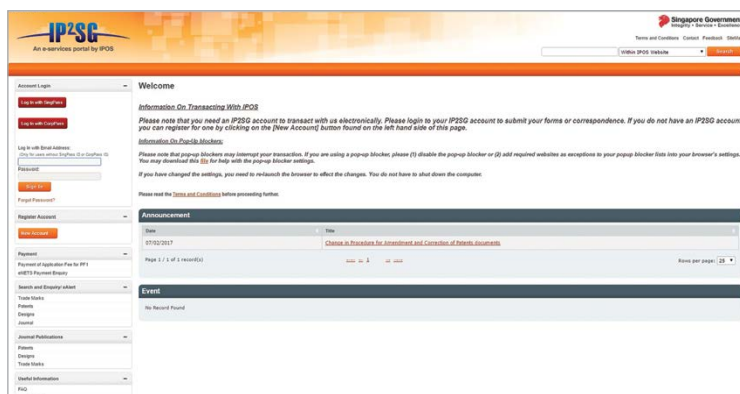 IP²SG
An e-services portal by IPOS
Singapore Government
Integrity • Service • Excellence
Terms and Conditions Contact Feedback
Within IPOS Website
Search
Account Login
Log in with SingPass
Log in with CorpPass
Log In with Email Address:
(Only for users without SingPass ID or CorpPass ID)
Password:
Sign In
Forgot Password?
Register Account
New Account
Payment
Payment of Application Fee for PF1
eNETS Payment Enquiry
Search and Enquiry/ eAlert
Trade Marks
Patents
Designs
Journal
Journal Publications
Patents
Designs
Trade Marks
Useful Information
FAQ
Welcome
Information On Transacting With IPOS
Please note that you need an IP2SG account to transact with us electronically. Please login to your IP2SG account to submit your forms or correspondence. If you do not have an IP2SG account
you can register for one by clicking on the [New Account] button found on the left hand side of this page.
Information On Pop-Up blockers:
Please note that pop-up blockers may interrupt your transaction. If you are using a pop-up blocker, please (1) disable the pop-up blocker or (2) add required websites as exceptions to your popup blocker lists into your browser's settings.
You may download this file for help with the pop-up blocker settings.
If you have changed the settings, you need to re-launch the browser to effect the changes. You do not have to shut down the computer.
Please read the Terms and Conditions before proceeding further.
Announcement
Date Title
07/02/2017 Change in Procedure for Amendment and Correction of Patents documents
Page 1 / 1 of 1 record(s) 1 Rows per page: 25
Event
No Record Found